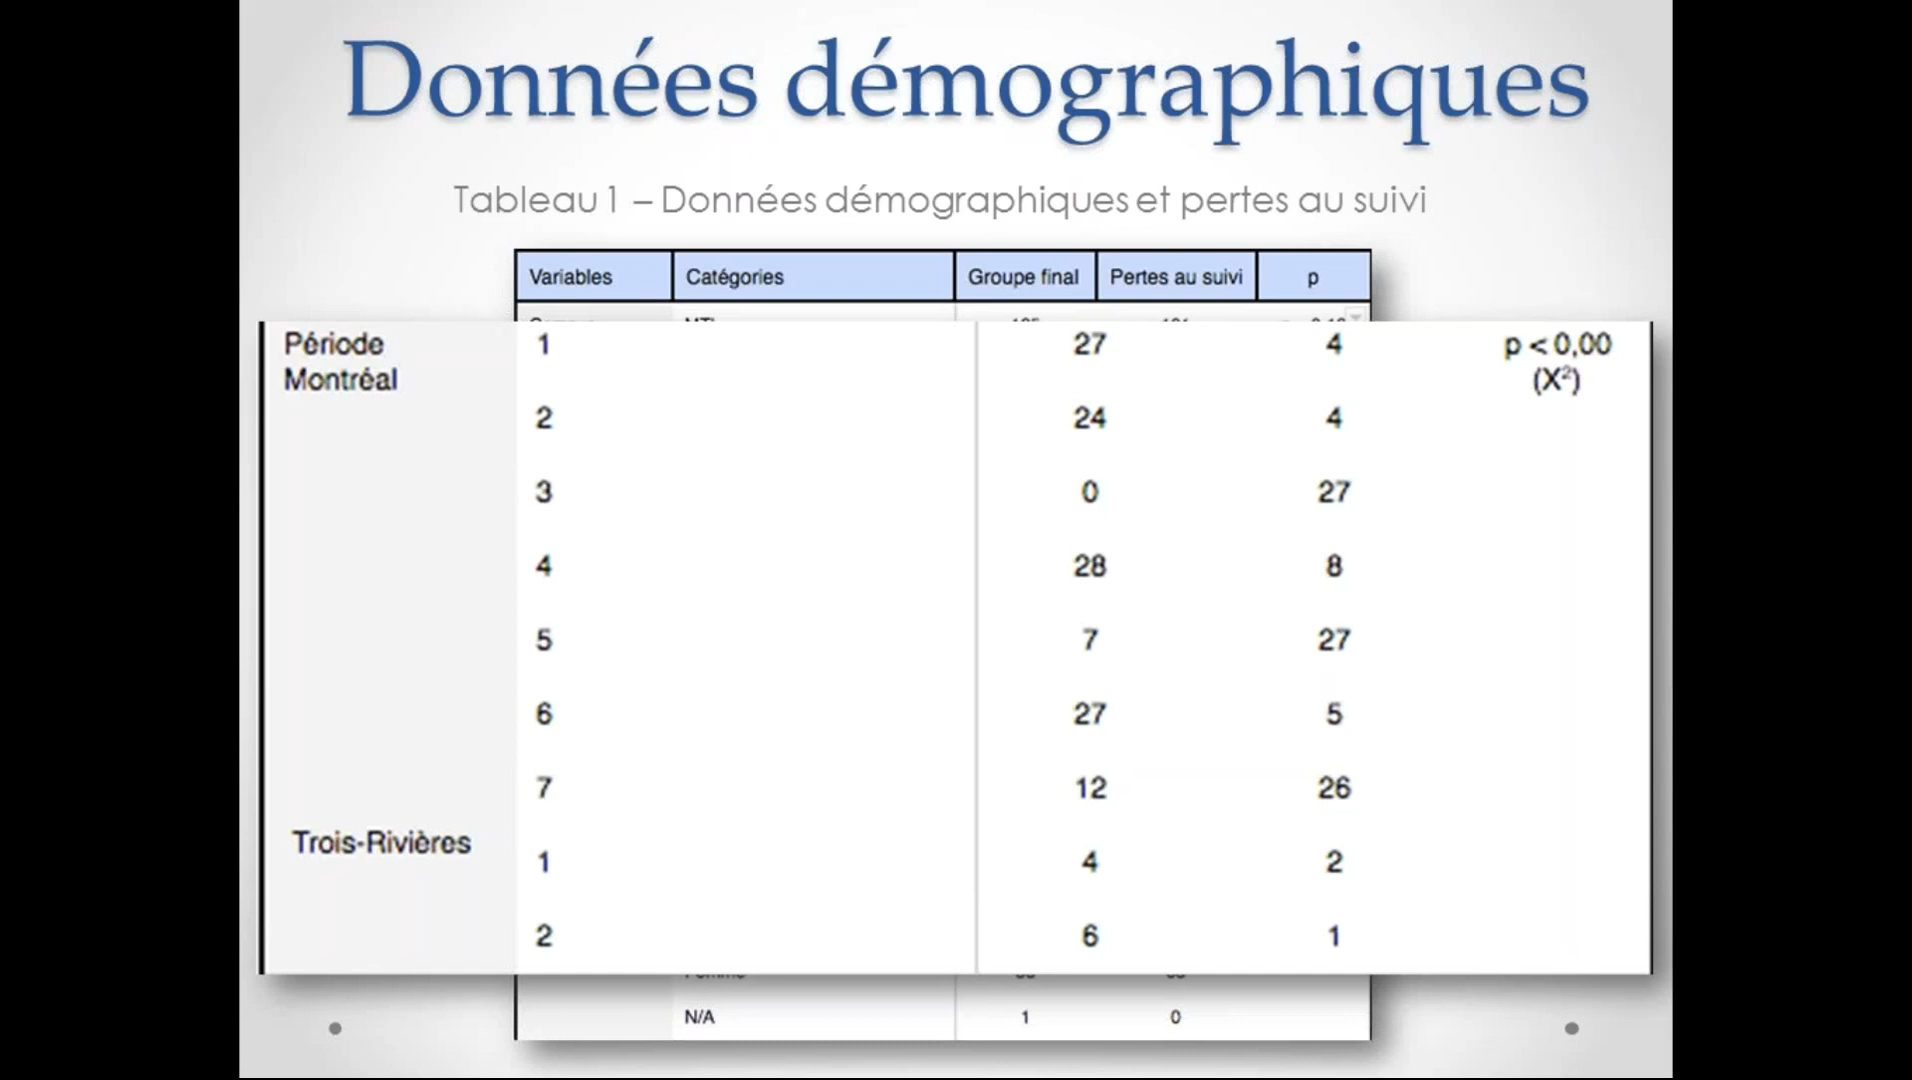 Données démographiques
Tableau 1 – Données démographiques et pertes au suivi
Variables Catégories Groupe final Pertes au suivi p
Période 1 27 4 p < 0,00
Montréal (X²)
2 24 4
3 0 27
4 28 8
5 7 27
6 27 5
7 12 26
Trois-Rivières
1 4 2
2 6 1
N/A 1 0